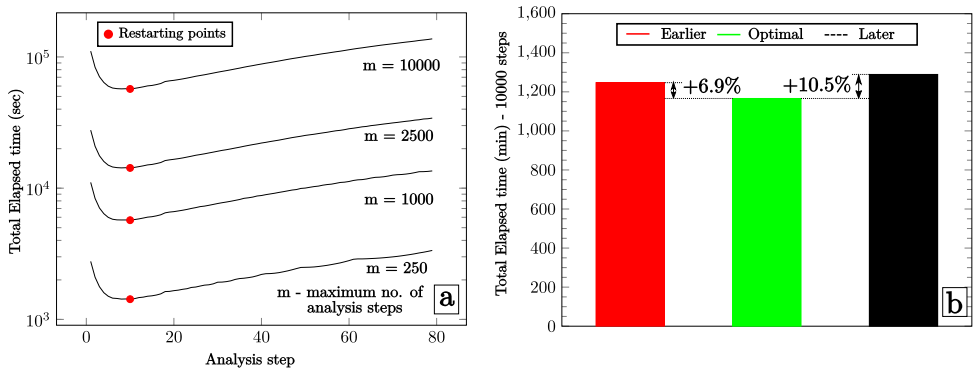 Total Elapsed time (sec)
10^5
10^4
10^3
Restarting points
m = 10000
m = 2500
m = 1000
m = 250
m - maximum no. of
analysis steps
a
0 20 40 60 80
Analysis step
Total Elapsed time (min) - 10000 steps
1,600
1,400
1,200
1,000
800
600
400
200
0
Earlier Optimal Later
+6.9%
+10.5%
b